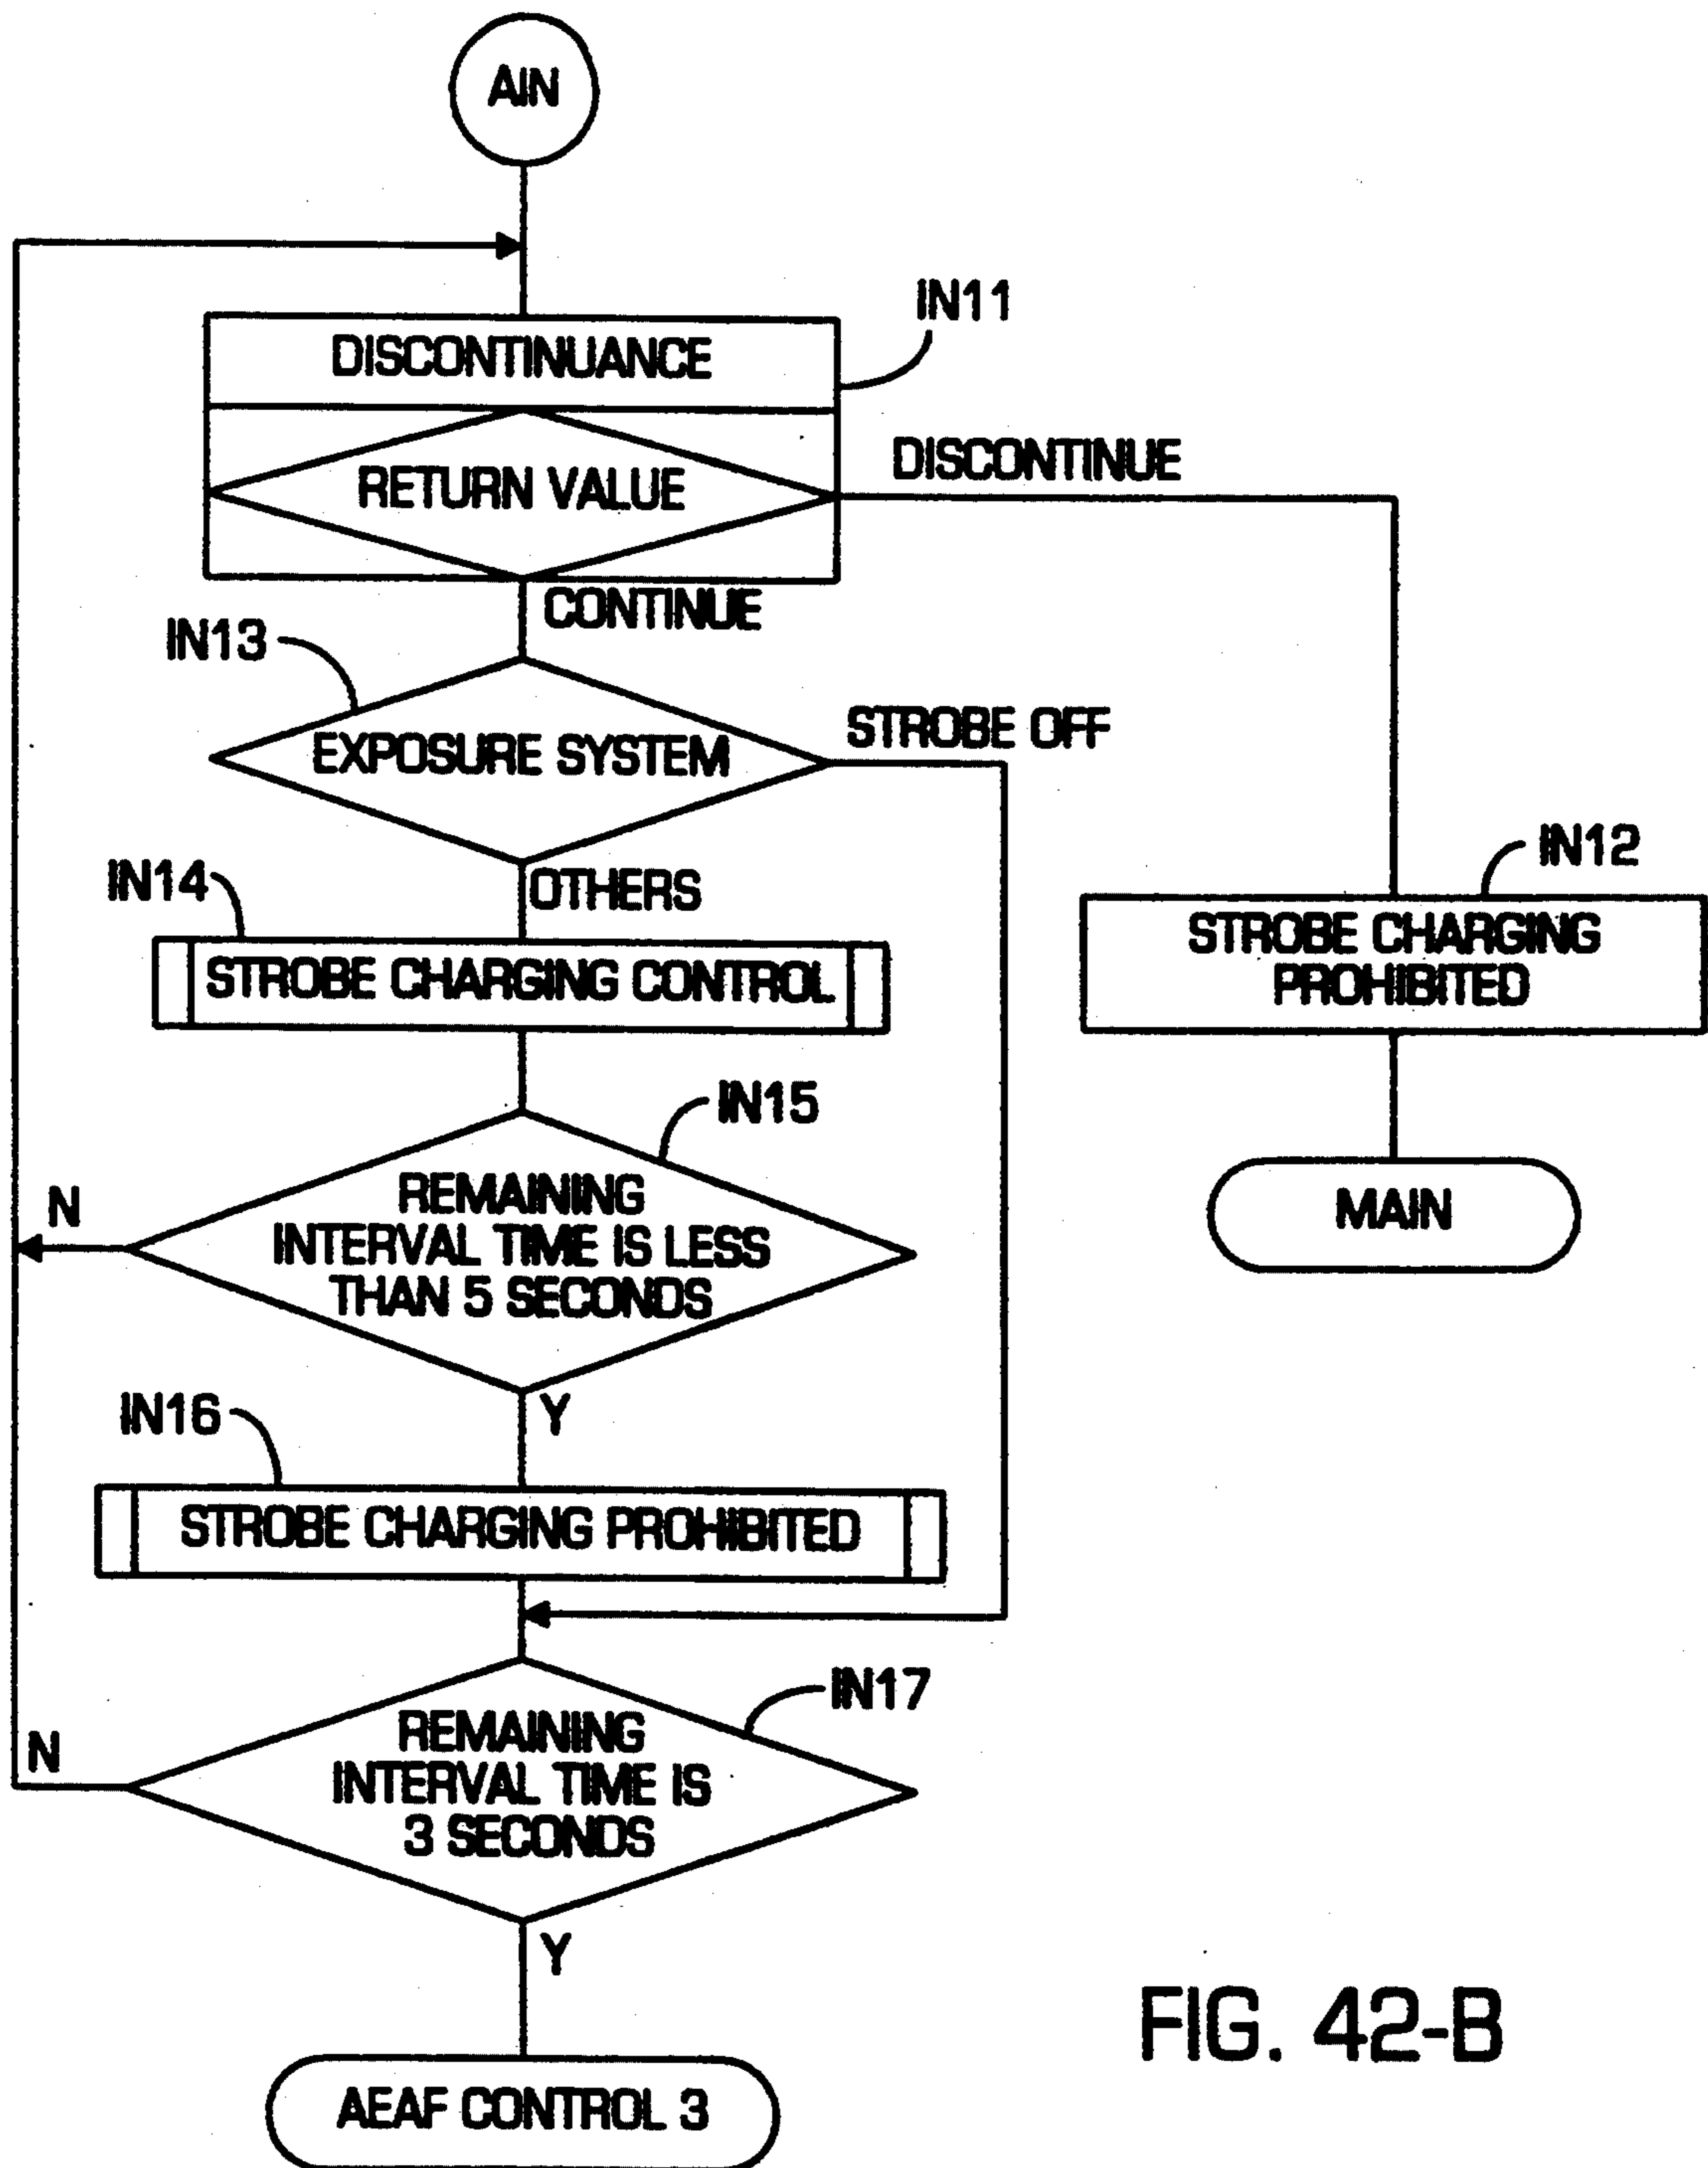 AIN
IN11
DISCONTINUANCE
RETURN VALUE
DISCONTINUE
CONTINUE
IN13
EXPOSURE SYSTEM
STROBE OFF
IN12
STROBE CHARGING
PROHIBITED
MAIN
IN14
OTHERS
STROBE CHARGING CONTROL
IN15
REMAINING
INTERVAL TIME IS LESS
THAN 5 SECONDS
N
Y
IN16
STROBE CHARGING PROHIBITED
IN17
REMAINING
INTERVAL TIME IS
3 SECONDS
N
Y
AEAF CONTROL 3
FIG. 42-B